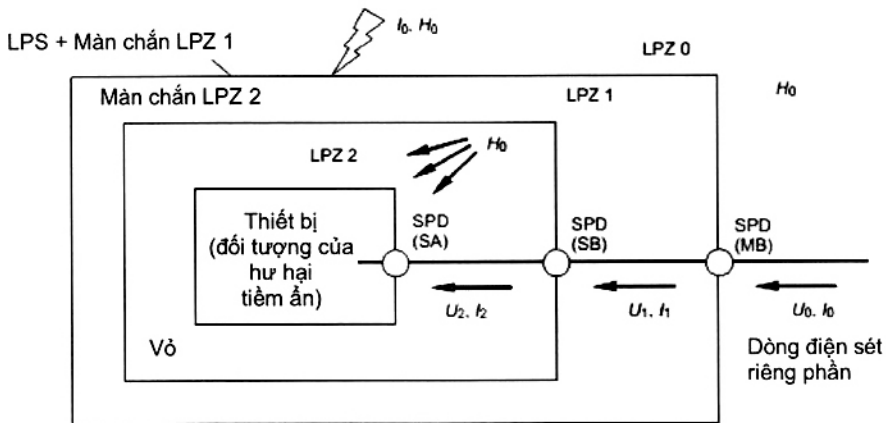 I₀, H₀
LPZ 0
LPS + Màn chắn LPZ 1
H₀
Màn chắn LPZ 2
LPZ 1
H₀
LPZ 2
Thiết bị
(đối tượng của
hư hại
tiềm ẩn)
SPD
(SA)
SPD
(SB)
SPD
(MB)
U₂, I₂
U₁, I₁
U₀, I₀
Vỏ
Dòng điện sét
riêng phần